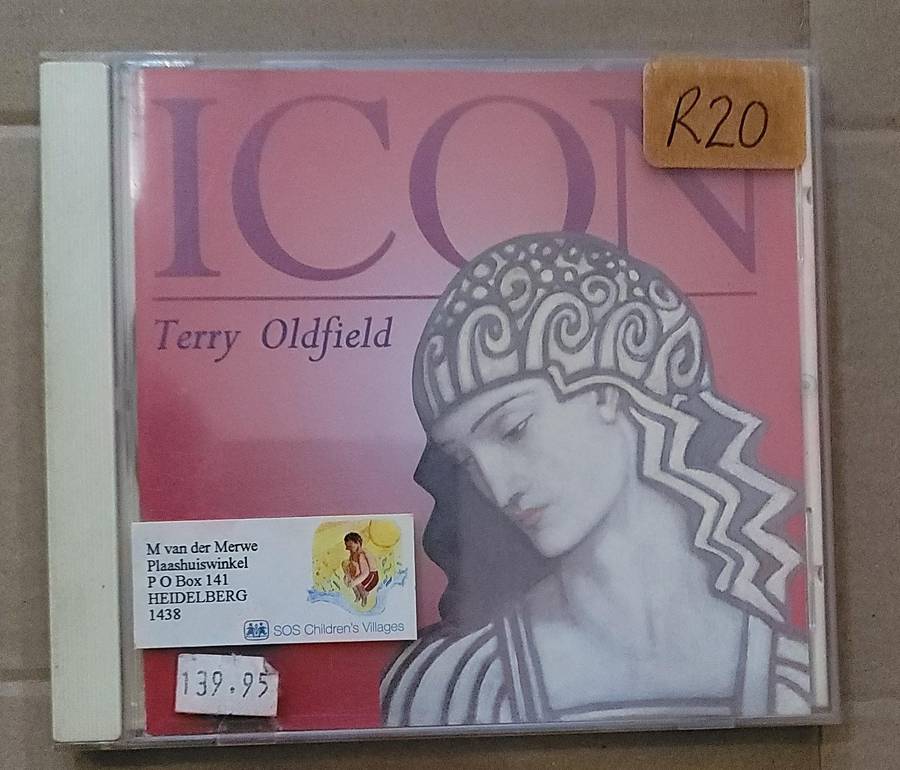 ICON
R20
Terry Oldfield
M van der Merwe
Plaashuiswinkel
P O Box 141
HEIDELBERG
1438
SOS Children's Villages
139.95